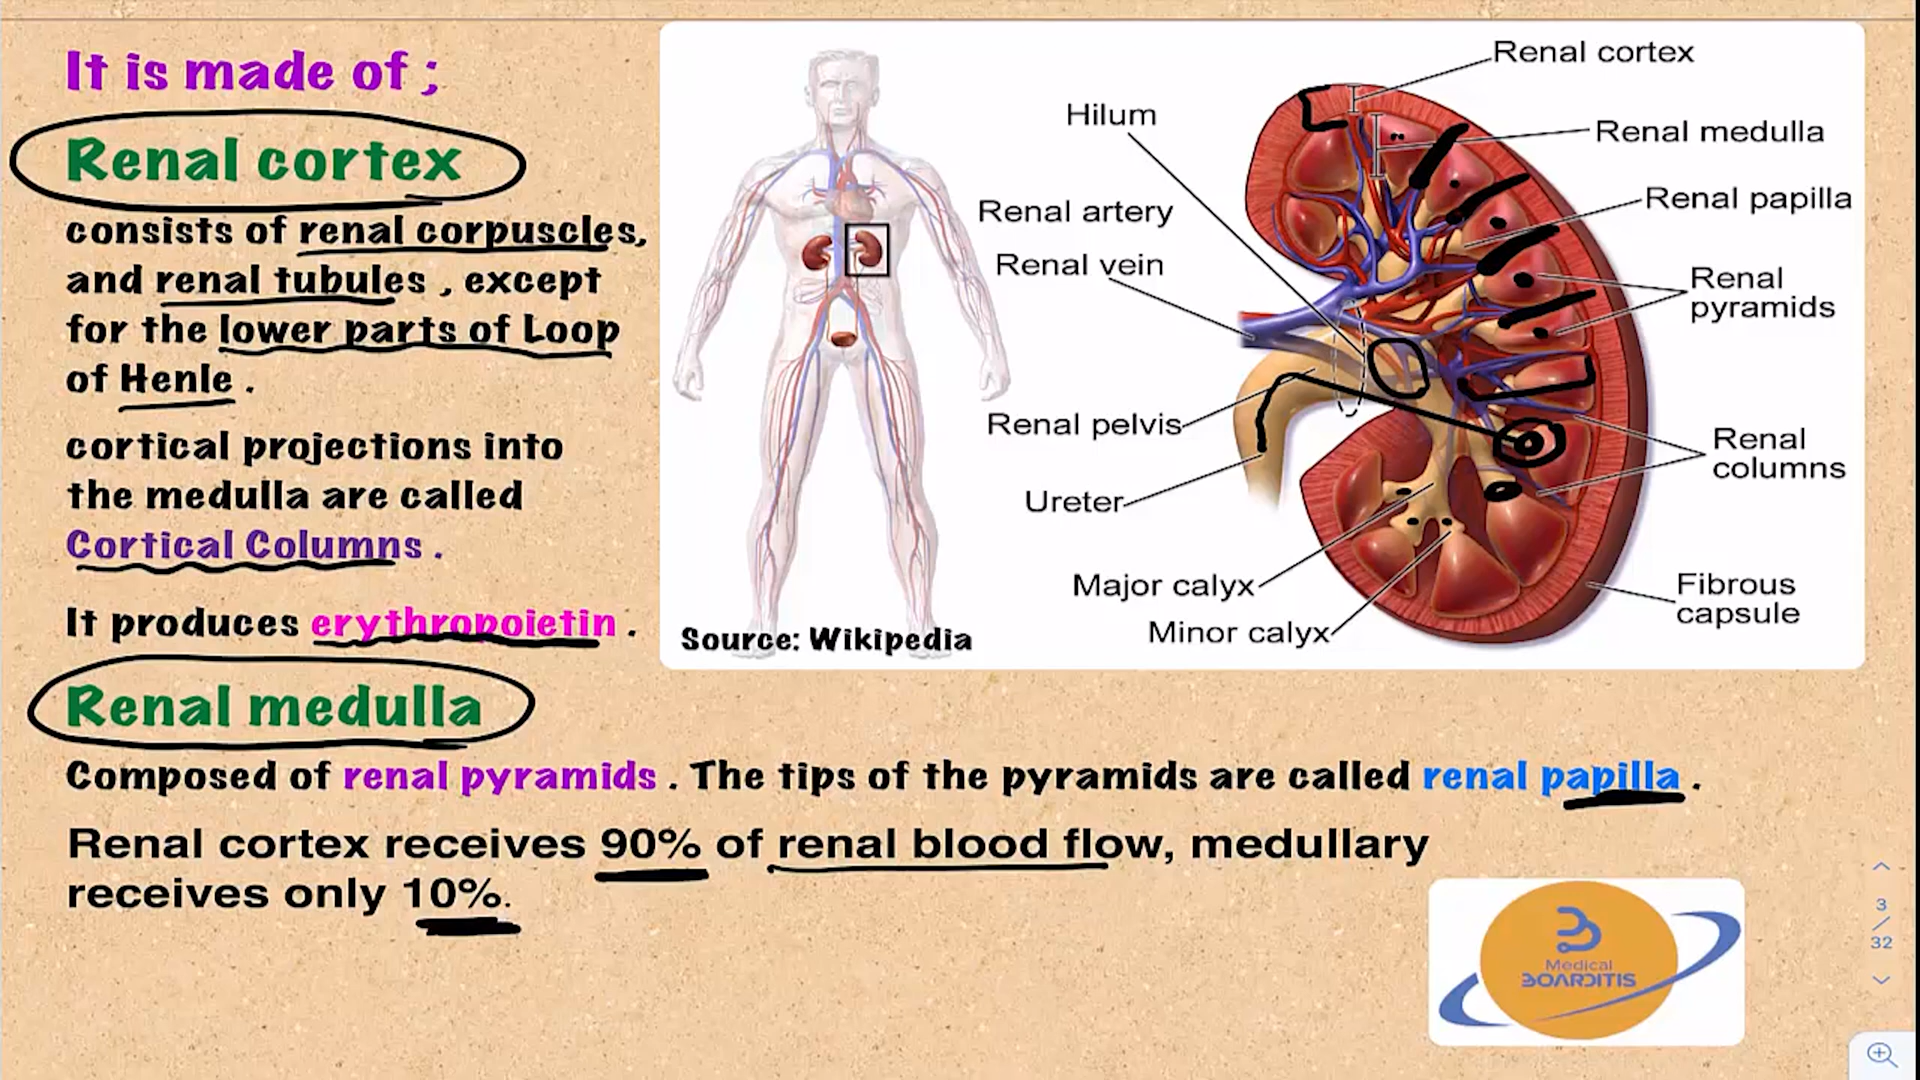 It is made of ;
Renal cortex
consists of renal corpuscles,
and renal tubules , except
for the lower parts of Loop
of Henle .
cortical projections into
the medulla are called
Cortical Columns .
It produces erythropoietin .
Renal cortex
Hilum
Renal medulla
Renal artery
Renal papilla
Renal vein
Renal
pyramids
Renal pelvis
Renal
columns
Ureter
Major calyx
Fibrous
capsule
Minor calyx
Source: Wikipedia
Renal medulla
Composed of renal pyramids . The tips of the pyramids are called renal papilla .
Renal cortex receives 90% of renal blood flow, medullary
receives only 10%.
Medical
BOARDITIS
3
/
32